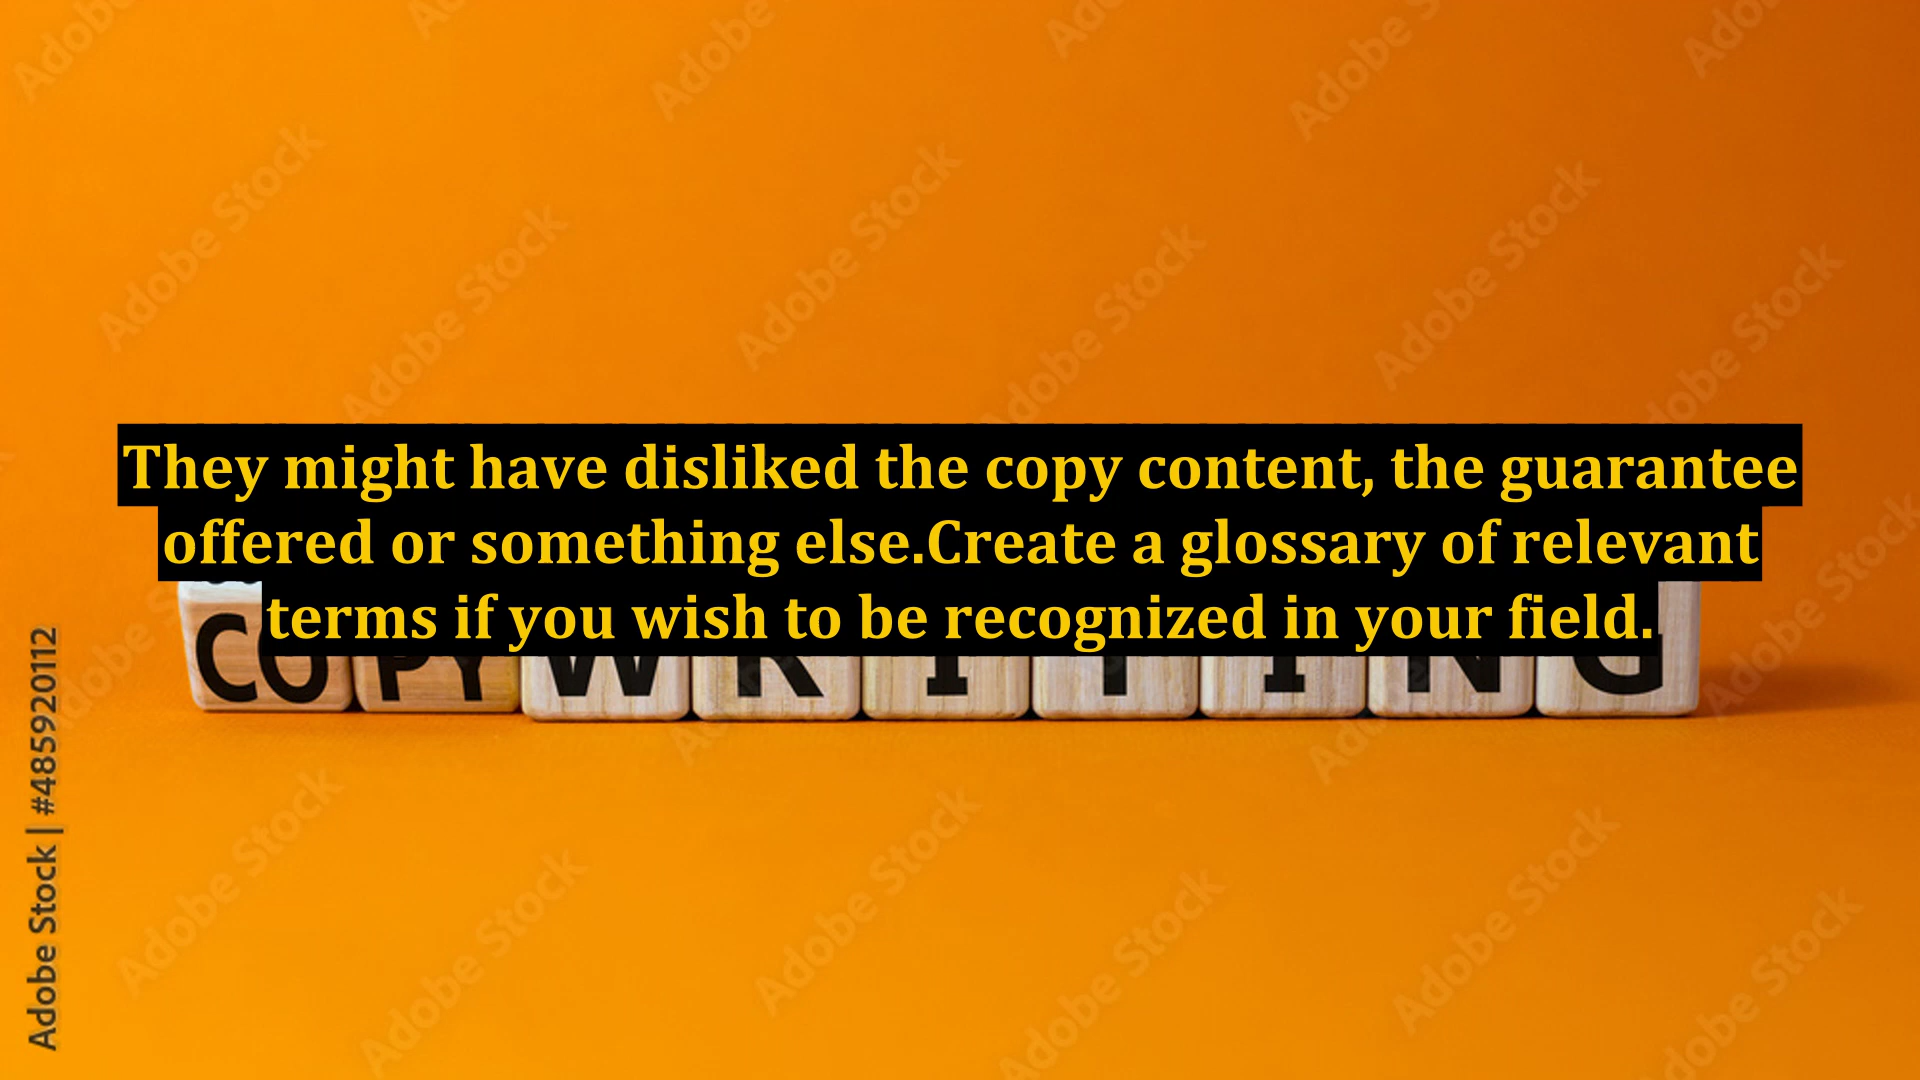 They might have disliked the copy content, the guarantee
offered or something else.Create a glossary of relevant
terms if you wish to be recognized in your field.
COPYWRITING
Adobe Stock | #485920112
Adobe Stock